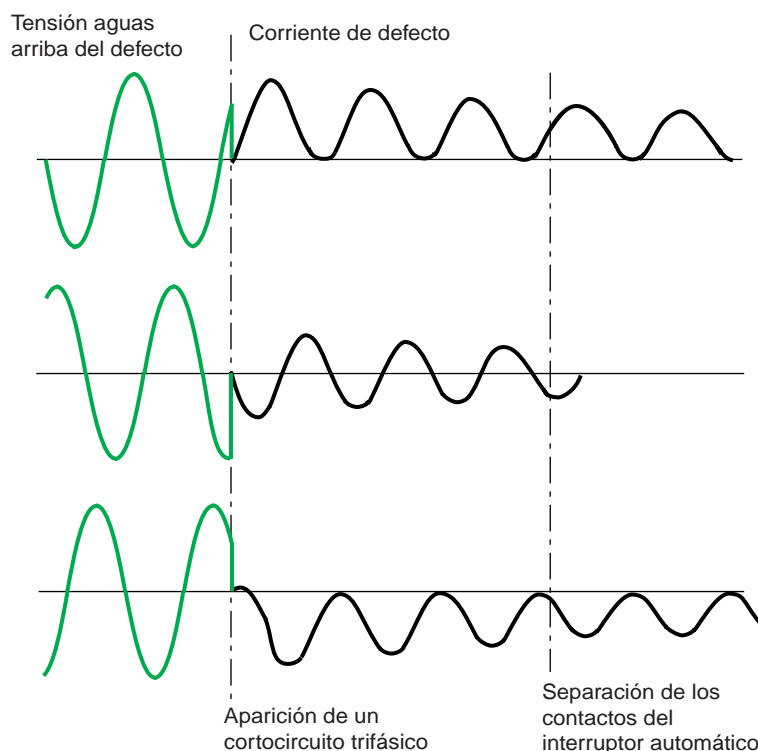 Tensión aguas
arriba del defecto
Corriente de defecto
Aparición de un
cortocircuito trifásico
Separación de los
contactos del
interruptor automático